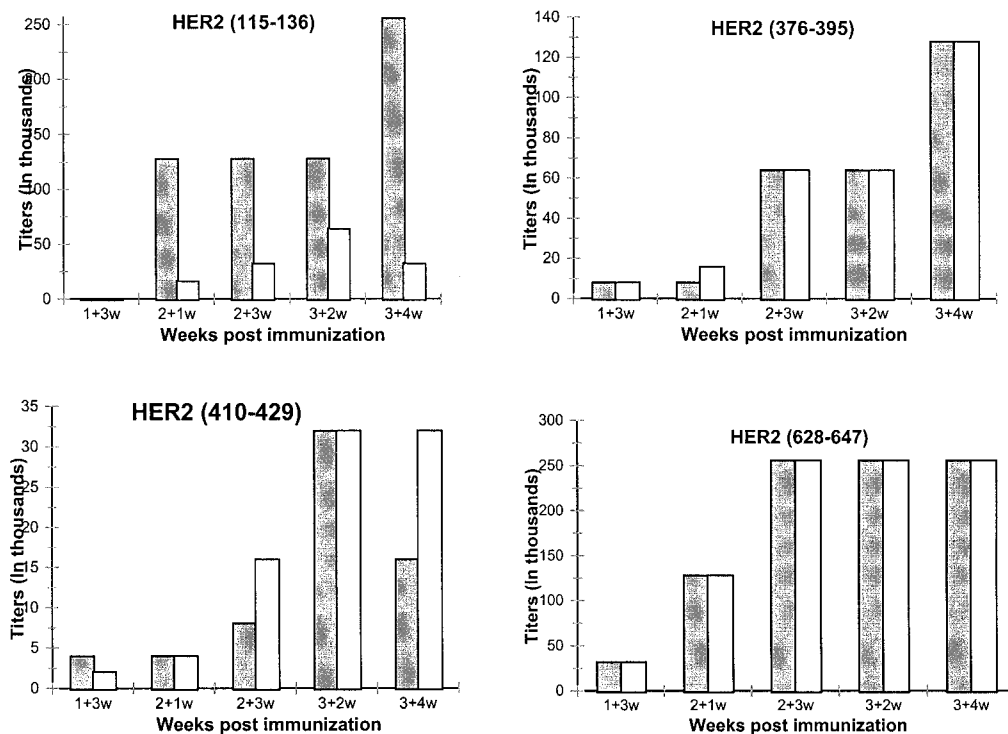 HER2 (115-136)
Titers (In thousands)
250
200
150
100
50
0
1+3w 2+1w 2+3w 3+2w 3+4w
Weeks post immunization
HER2 (376-395)
Titers (In thousands)
140
120
100
80
60
40
20
0
1+3w 2+1w 2+3w 3+2w 3+4w
Weeks post immunization
HER2 (410-429)
Titers (In thousands)
35
30
25
20
15
10
5
0
1+3w 2+1w 2+3w 3+2w 3+4w
Weeks post immunization
HER2 (628-647)
Titers (In thousands)
300
250
200
150
100
50
0
1+3w 2+1w 2+3w 3+2w 3+4w
Weeks post immunization